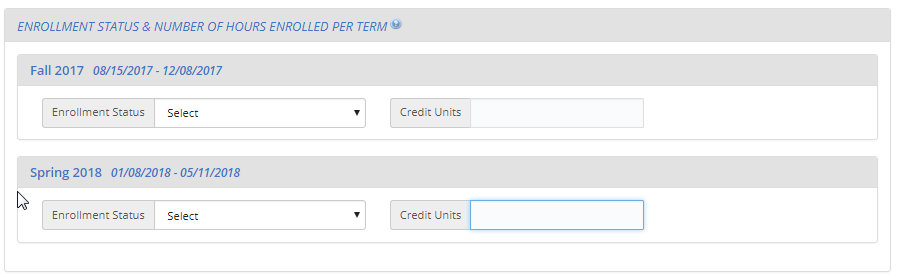 ENROLLMENT STATUS & NUMBER OF HOURS ENROLLED PER TERM
Fall 2017 08/15/2017 - 12/08/2017
Enrollment Status Select Credit Units
Spring 2018 01/08/2018 - 05/11/2018
Enrollment Status Select Credit Units